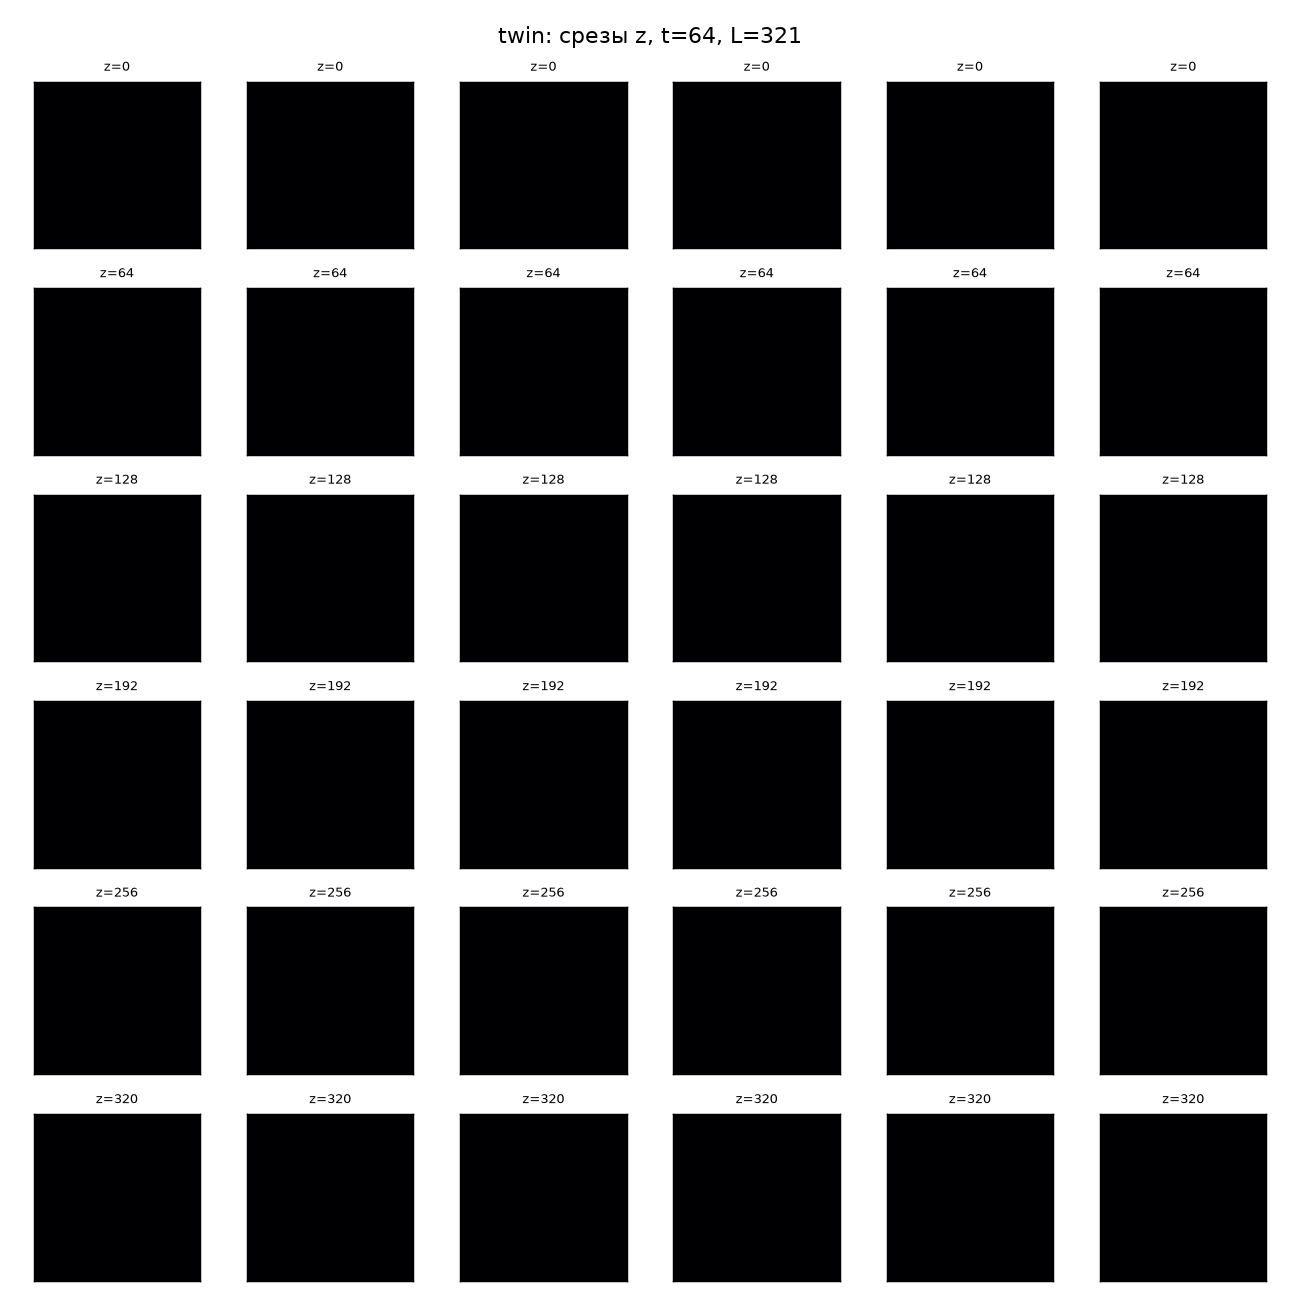 twin: срезы z, t=64, L=321
z=0 z=0 z=0 z=0 z=0 z=0
z=64 z=64 z=64 z=64 z=64 z=64
z=128 z=128 z=128 z=128 z=128 z=128
z=192 z=192 z=192 z=192 z=192 z=192
z=256 z=256 z=256 z=256 z=256 z=256
z=320 z=320 z=320 z=320 z=320 z=320